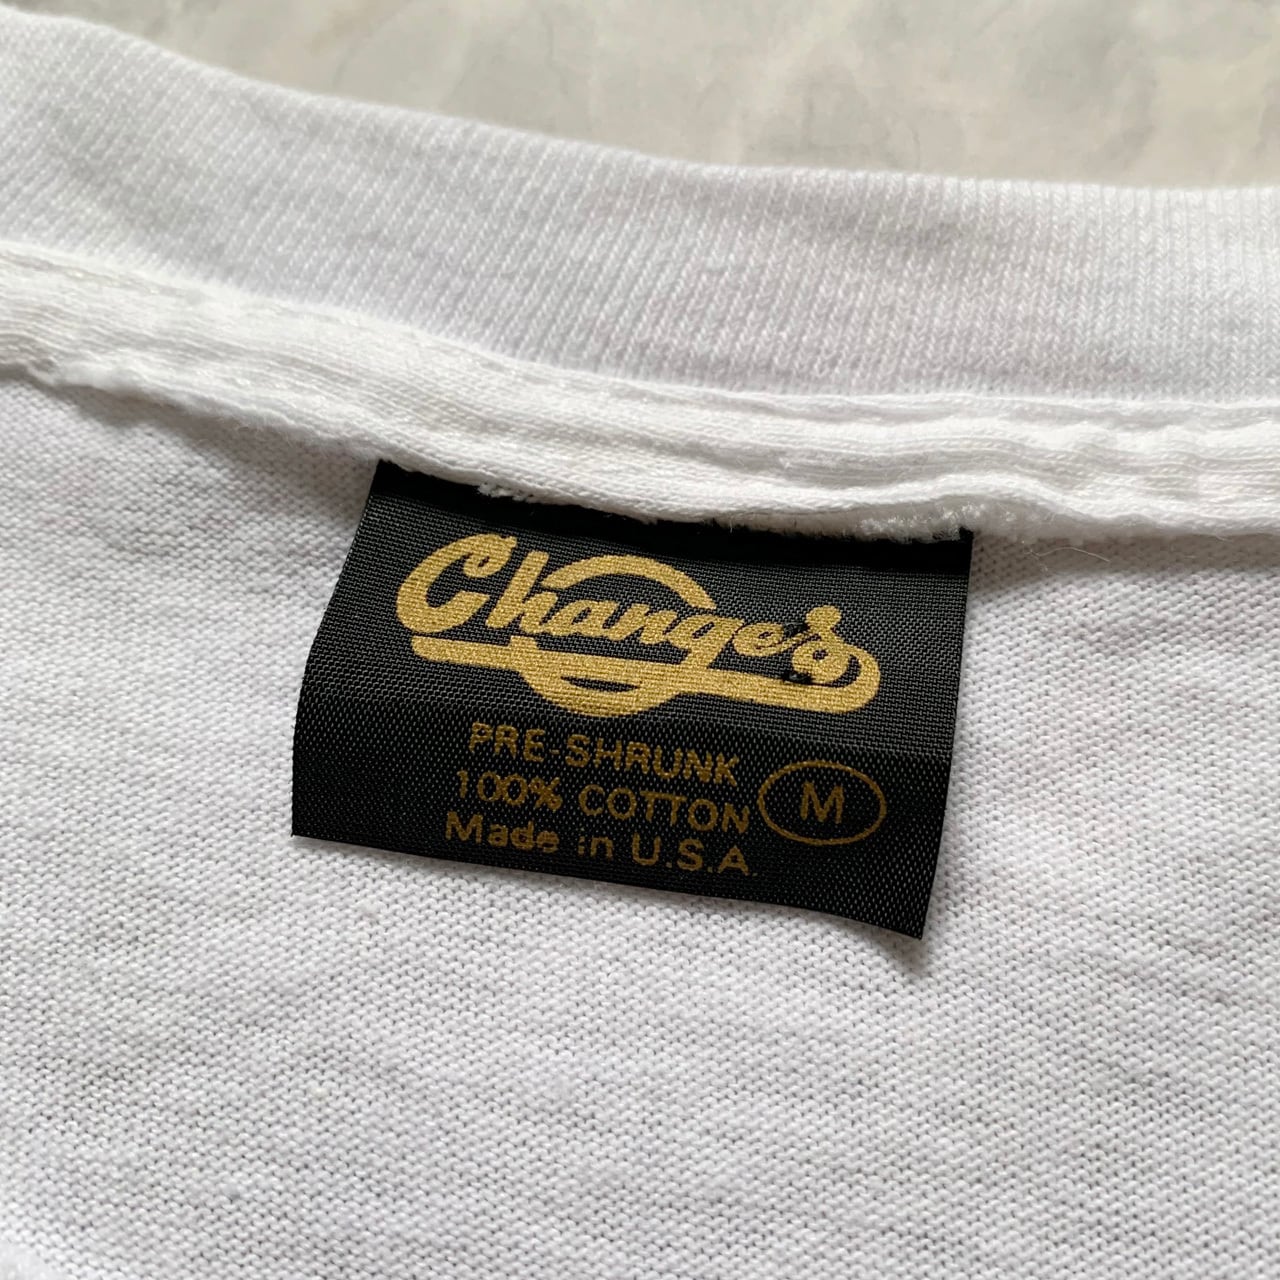 Changes
PRE-SHRUNK
100% COTTON
M
Made in U.S.A.